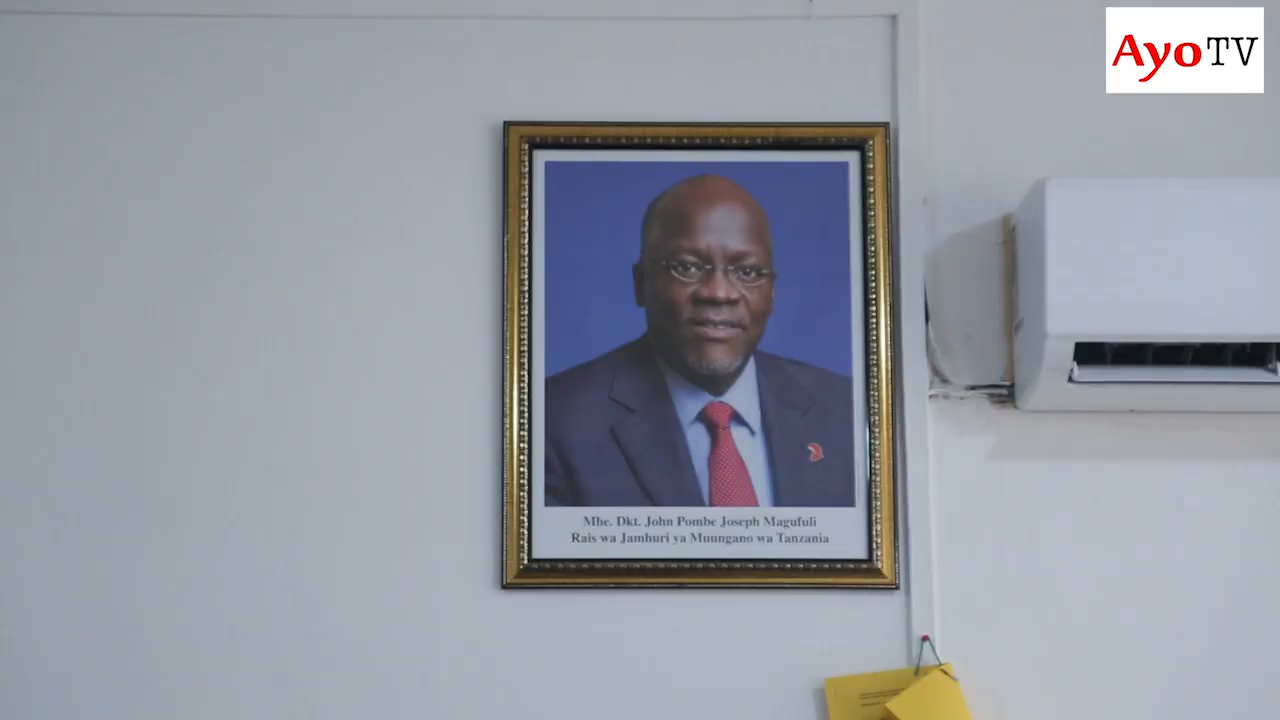 AyoTV
Mhe. Dkt. John Pombe Joseph Magufuli
Rais wa Jamhuri ya Muungano wa Tanzania